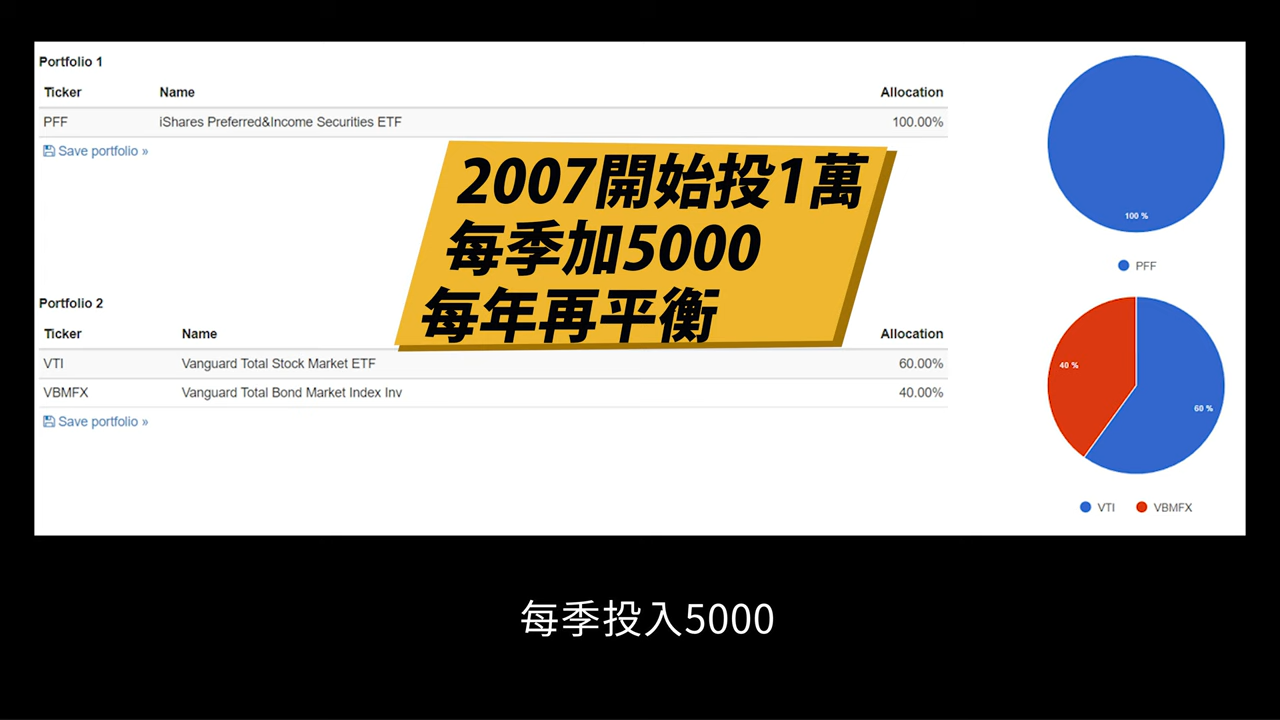 Portfolio 1
Ticker Name Allocation
PFF iShares Preferred&Income Securities ETF 100.00%
Save portfolio »
100 %
PFF
2007開始投1萬
每季加5000
每年再平衡
Portfolio 2
Ticker Name Allocation
VTI Vanguard Total Stock Market ETF 60.00%
VBMFX Vanguard Total Bond Market Index Inv 40.00%
Save portfolio »
40 %
60 %
VTI VBMFX
每季投入5000